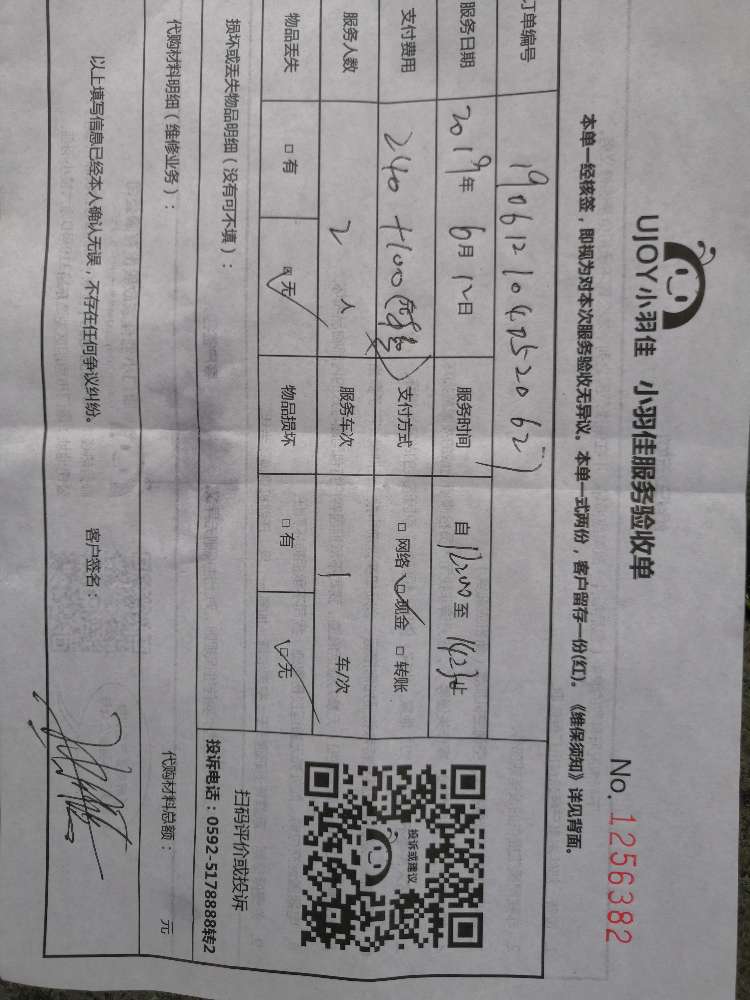 UJOY小羽佳 小羽佳服务验收单
No. 1256382
本单一经核签，即视为对本次服务验收无异议。本单一式两份，客户留存一份(红)。《维保须知》详见背面。
订单编号
服务日期 2019年 6月 12日 服务时间 自 至
支付费用 240+100 支付方式 □网络 □现金 □转账
服务人数 2 人 服务车次 1 车/次
物品丢失 □有 □无 物品损坏 □有 □无
投诉或建议
扫码评价或投诉
投诉电话：0592-5178888转2
损坏或丢失物品明细（没有可不填）：
代购材料明细（维修业务）： 代购材料总额： 元
以上填写信息已经本人确认无误，不存在任何争议纠纷。 客户签名：